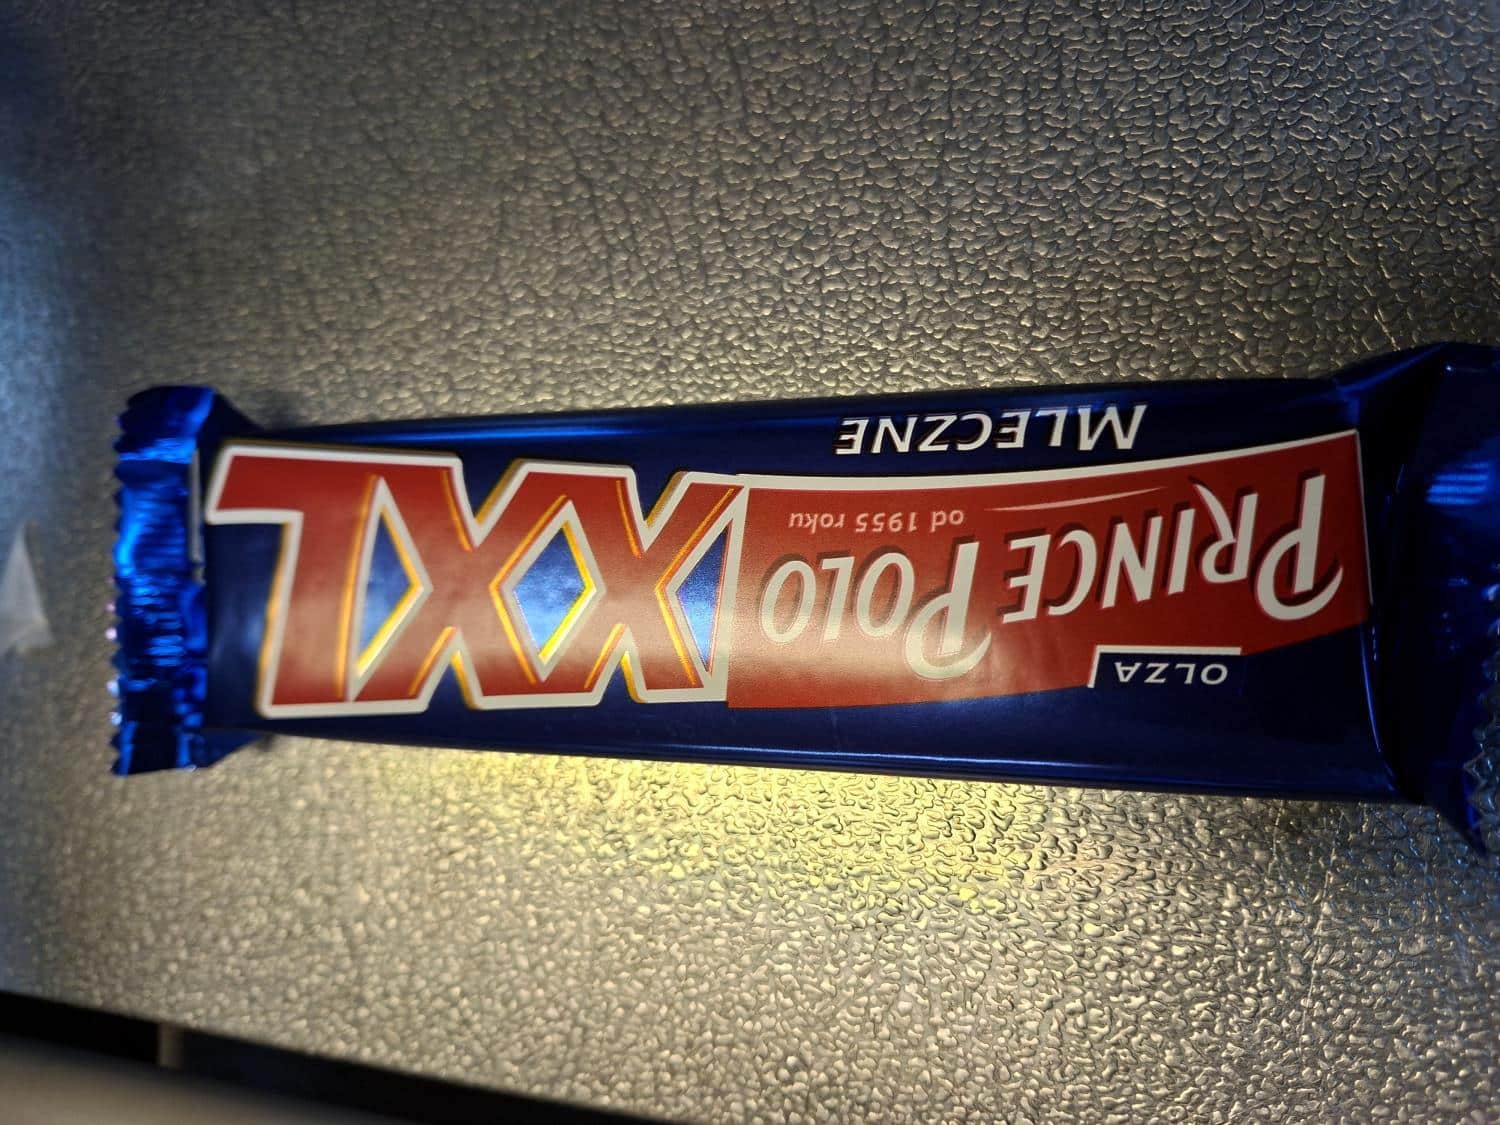 OLZA
PRINCE POLO
od 1955 roku
XXL
MLECZNE